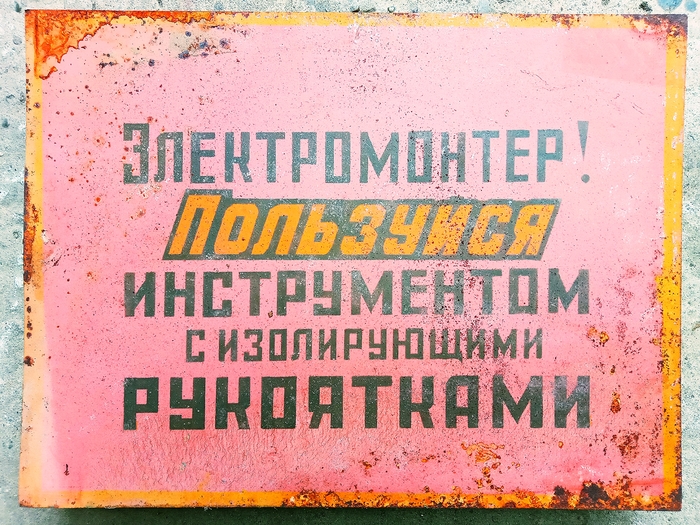 Электромонтер!
Пользуйся
ИНСТРУМЕНТОМ
С ИЗОЛИРУЮЩИМИ
РУКОЯТКАМИ